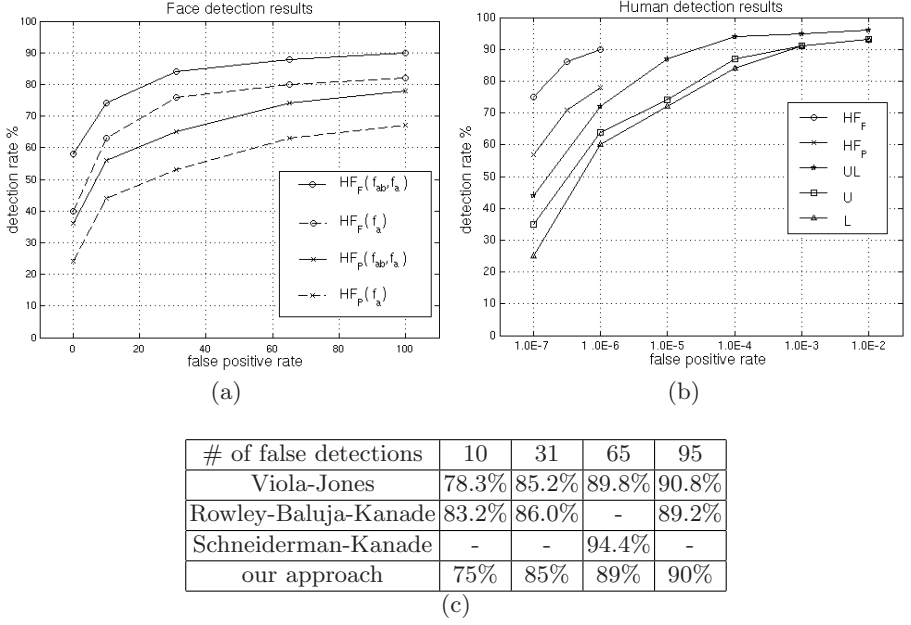 Face detection results
detection rate %
100
90
80
70
60
50
40
30
20
10
0
0 20 40 60 80 100
false positive rate
HF_F(f_ab,f_a)
HF_F(f_a)
HF_P(f_ab,f_a)
HF_P(f_a)
(a)
Human detection results
detection rate %
100
90
80
70
60
50
40
30
20
10
0
1.0E-7 1.0E-6 1.0E-5 1.0E-4 1.0E-3 1.0E-2
false positive rate
HF_F
HF_P
UL
U
L
(b)
# of false detections 10 31 65 95
Viola-Jones 78.3% 85.2% 89.8% 90.8%
Rowley-Baluja-Kanade 83.2% 86.0% - 89.2%
Schneiderman-Kanade - - 94.4% -
our approach 75% 85% 89% 90%
(c)